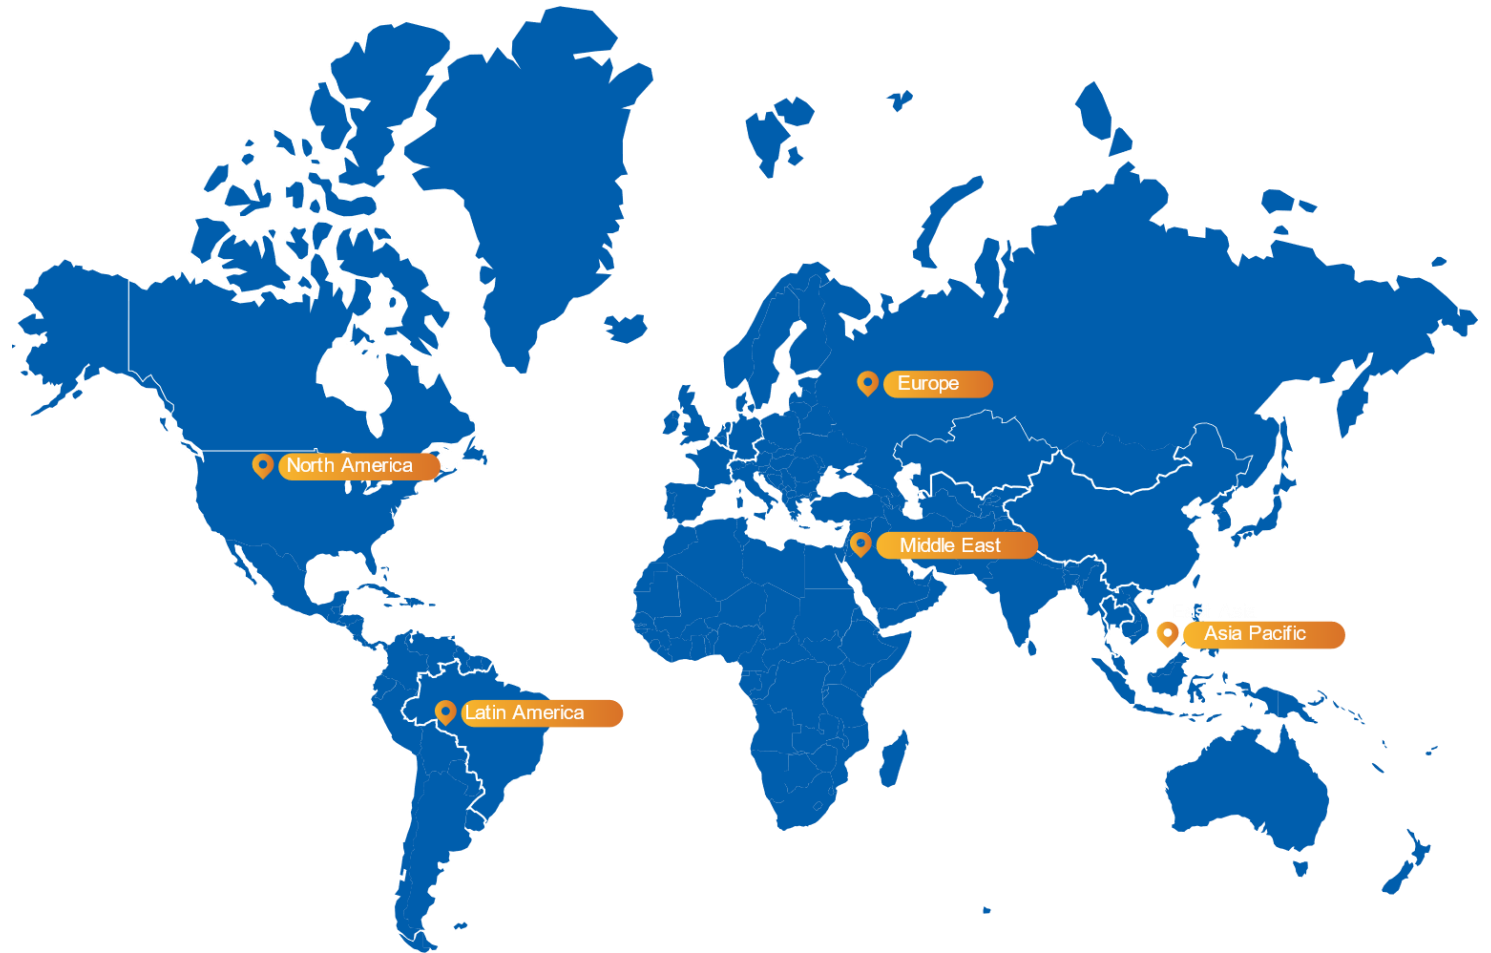 Europe
North America
Middle East
Asia Pacific
Latin America